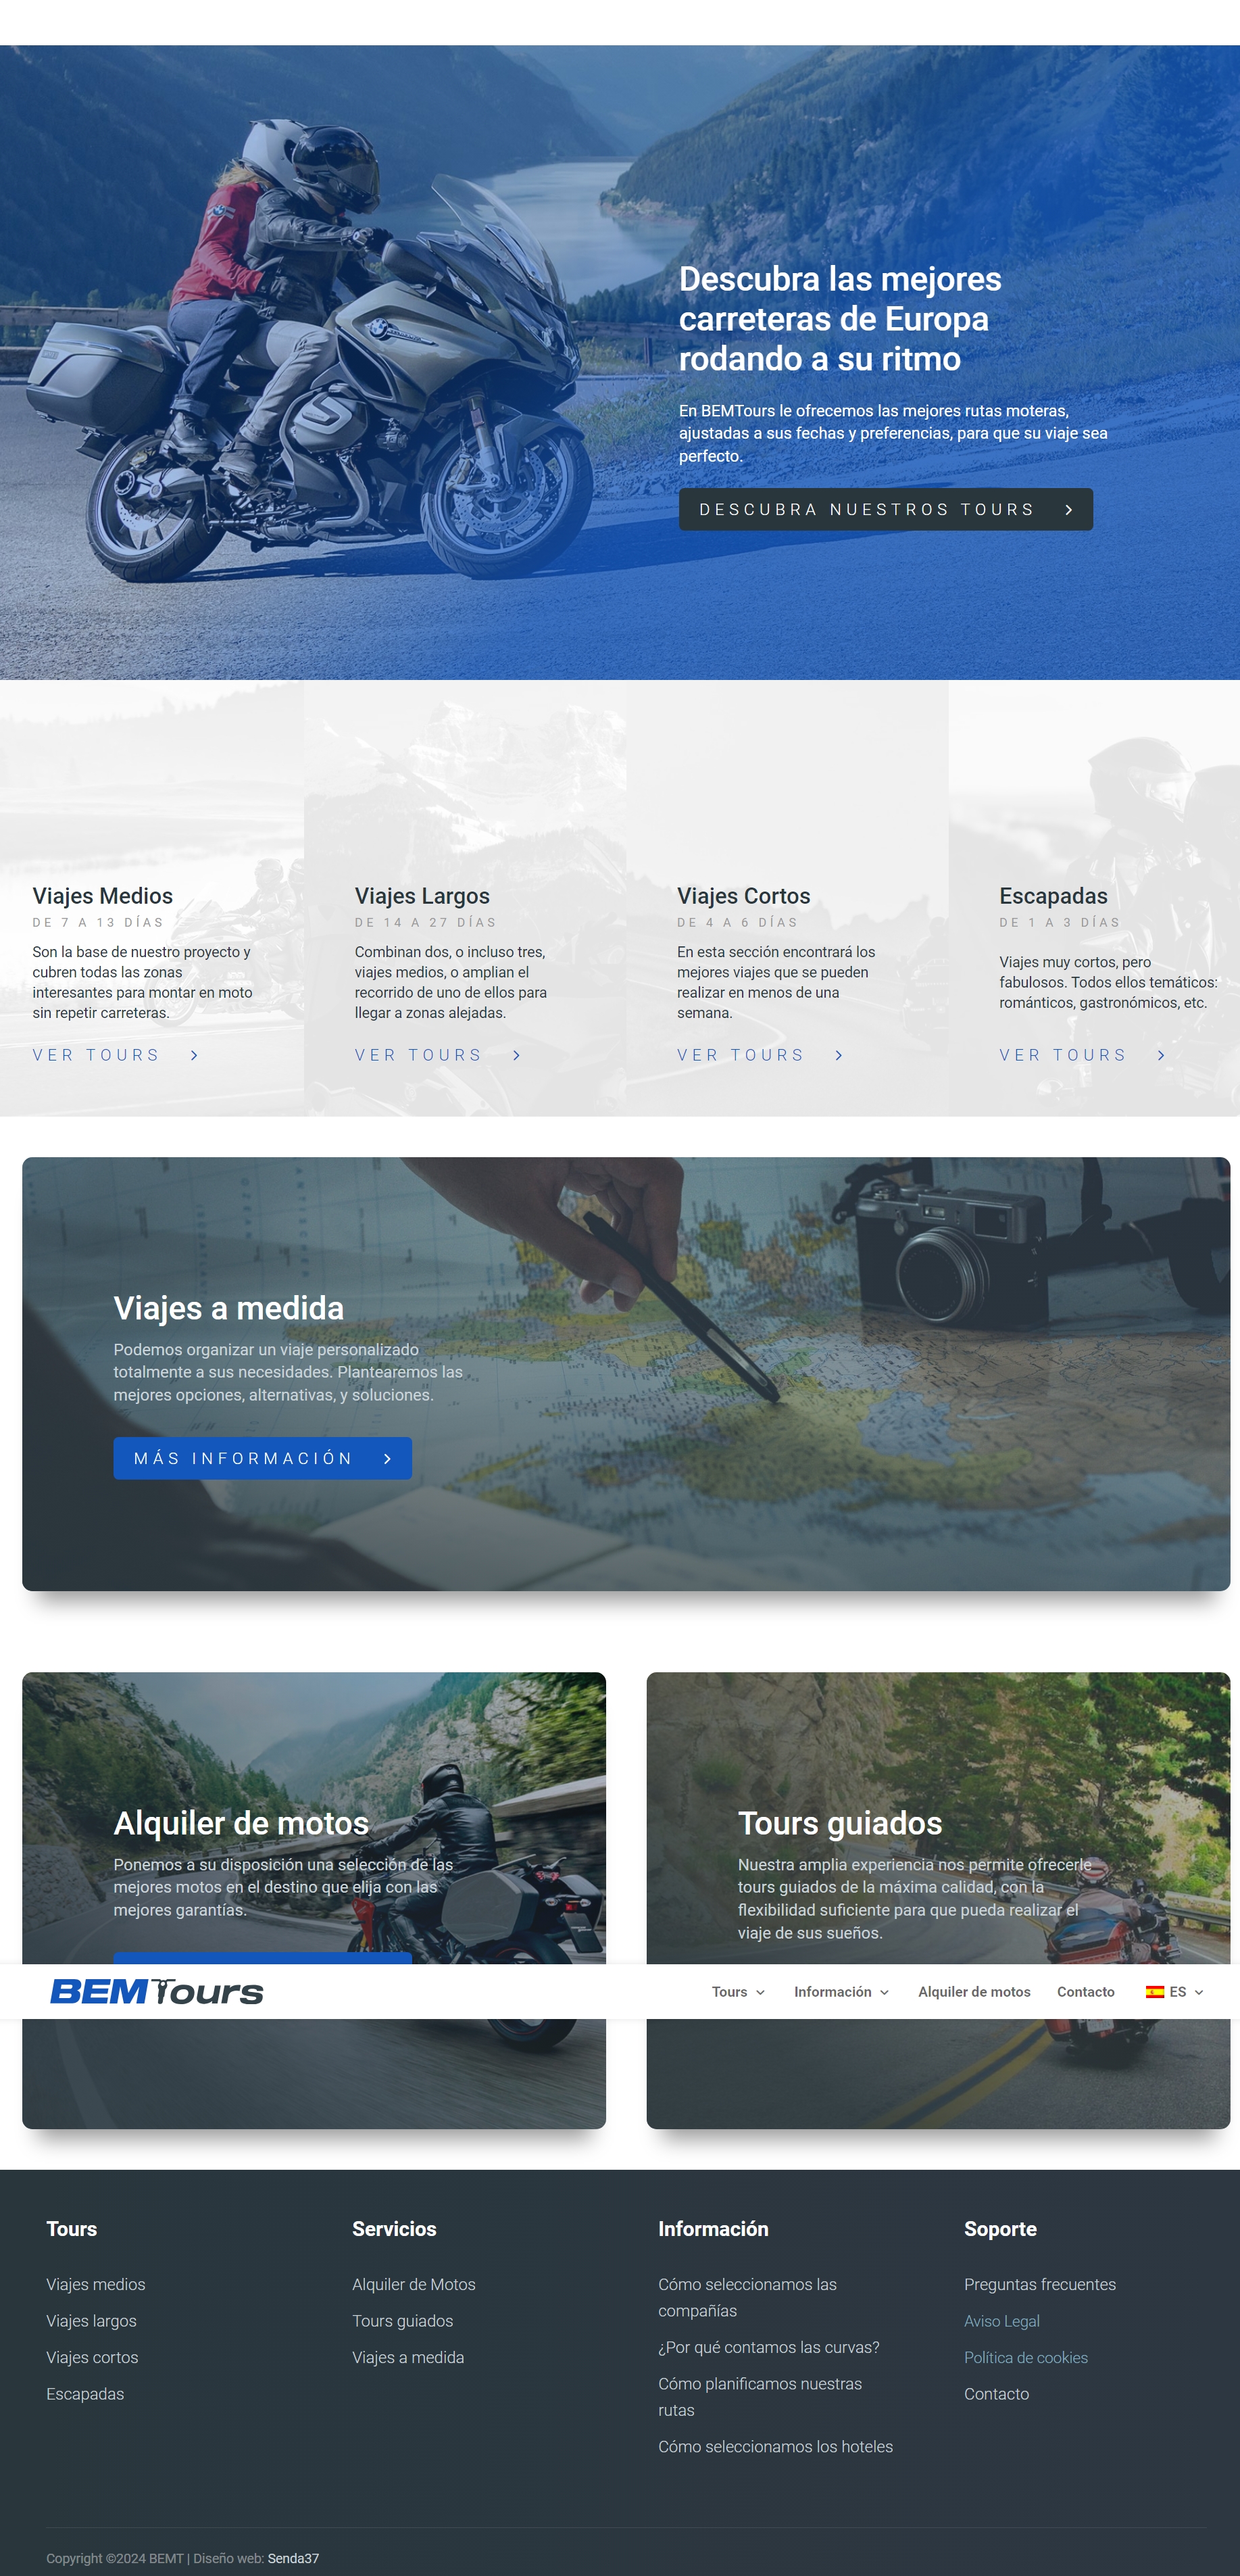 Descubra las mejores
carreteras de Europa
rodando a su ritmo
En BEMTours le ofrecemos las mejores rutas moteras,
ajustadas a sus fechas y preferencias, para que su viaje sea
perfecto.
DESCUBRA NUESTROS TOURS
Viajes Medios
DE 7 A 13 DÍAS
Son la base de nuestro proyecto y
cubren todas las zonas
interesantes para montar en moto
sin repetir carreteras.
VER TOURS
Viajes Largos
DE 14 A 27 DÍAS
Combinan dos, o incluso tres,
viajes medios, o amplian el
recorrido de uno de ellos para
llegar a zonas alejadas.
VER TOURS
Viajes Cortos
DE 4 A 6 DÍAS
En esta sección encontrará los
mejores viajes que se pueden
realizar en menos de una
semana.
VER TOURS
Escapadas
DE 1 A 3 DÍAS
Viajes muy cortos, pero
fabulosos. Todos ellos temáticos:
románticos, gastronómicos, etc.
VER TOURS
Viajes a medida
Podemos organizar un viaje personalizado
totalmente a sus necesidades. Plantearemos las
mejores opciones, alternativas, y soluciones.
MÁS INFORMACIÓN
Alquiler de motos
Ponemos a su disposición una selección de las
mejores motos en el destino que elija con las
mejores garantías.
Tours guiados
Nuestra amplia experiencia nos permite ofrecerle
tours guiados de la máxima calidad, con la
flexibilidad suficiente para que pueda realizar el
viaje de sus sueños.
BEMTours
Tours
Información
Alquiler de motos
Contacto
ES
Tours
Viajes medios
Viajes largos
Viajes cortos
Escapadas
Servicios
Alquiler de Motos
Tours guiados
Viajes a medida
Información
Cómo seleccionamos las
compañías
¿Por qué contamos las curvas?
Cómo planificamos nuestras
rutas
Cómo seleccionamos los hoteles
Soporte
Preguntas frecuentes
Aviso Legal
Política de cookies
Contacto
Copyright ©2024 BEMT | Diseño web: Senda37